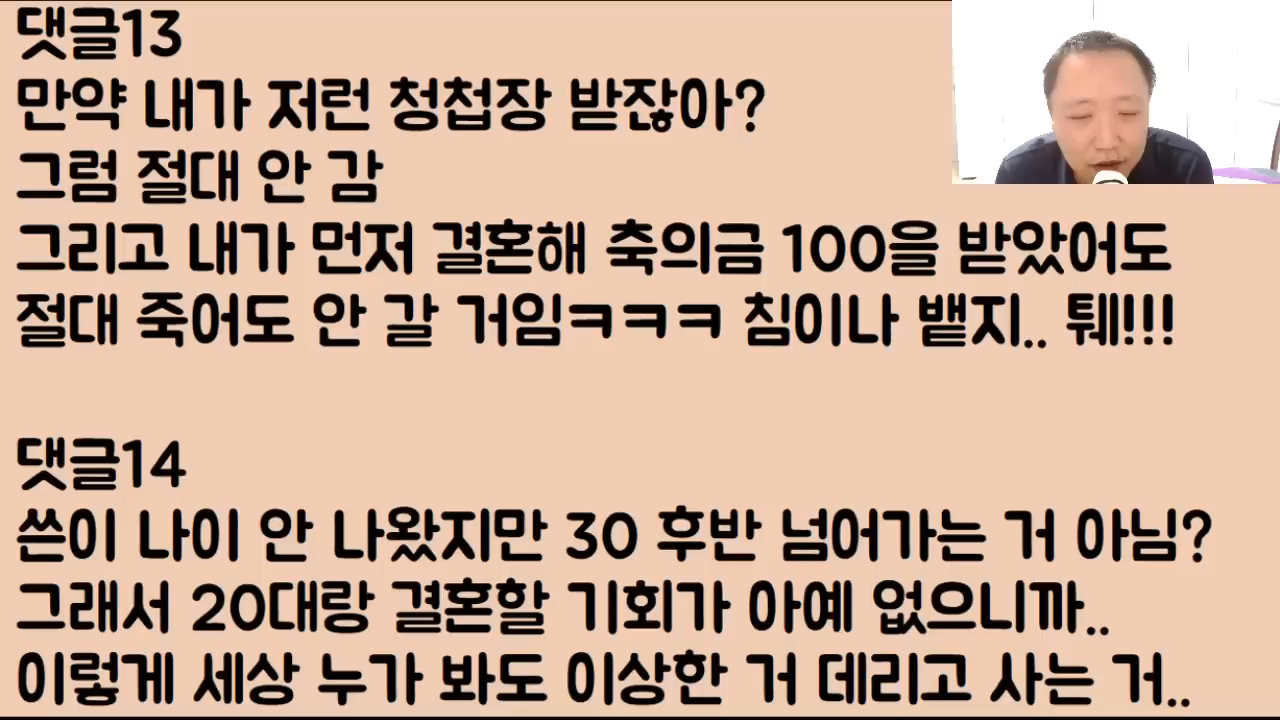 댓글13
만약 내가 저런 청첩장 받잖아?
그럼 절대 안 감
그리고 내가 먼저 결혼해 축의금 100을 받았어도
절대 죽어도 안 갈 거임ㅋㅋㅋ 침이나 뱉지.. 퉤!!!
댓글14
쓴이 나이 안 나왔지만 30 후반 넘어가는 거 아님?
그래서 20대랑 결혼할 기회가 아예 없으니까..
이렇게 세상 누가 봐도 이상한 거 데리고 사는 거..